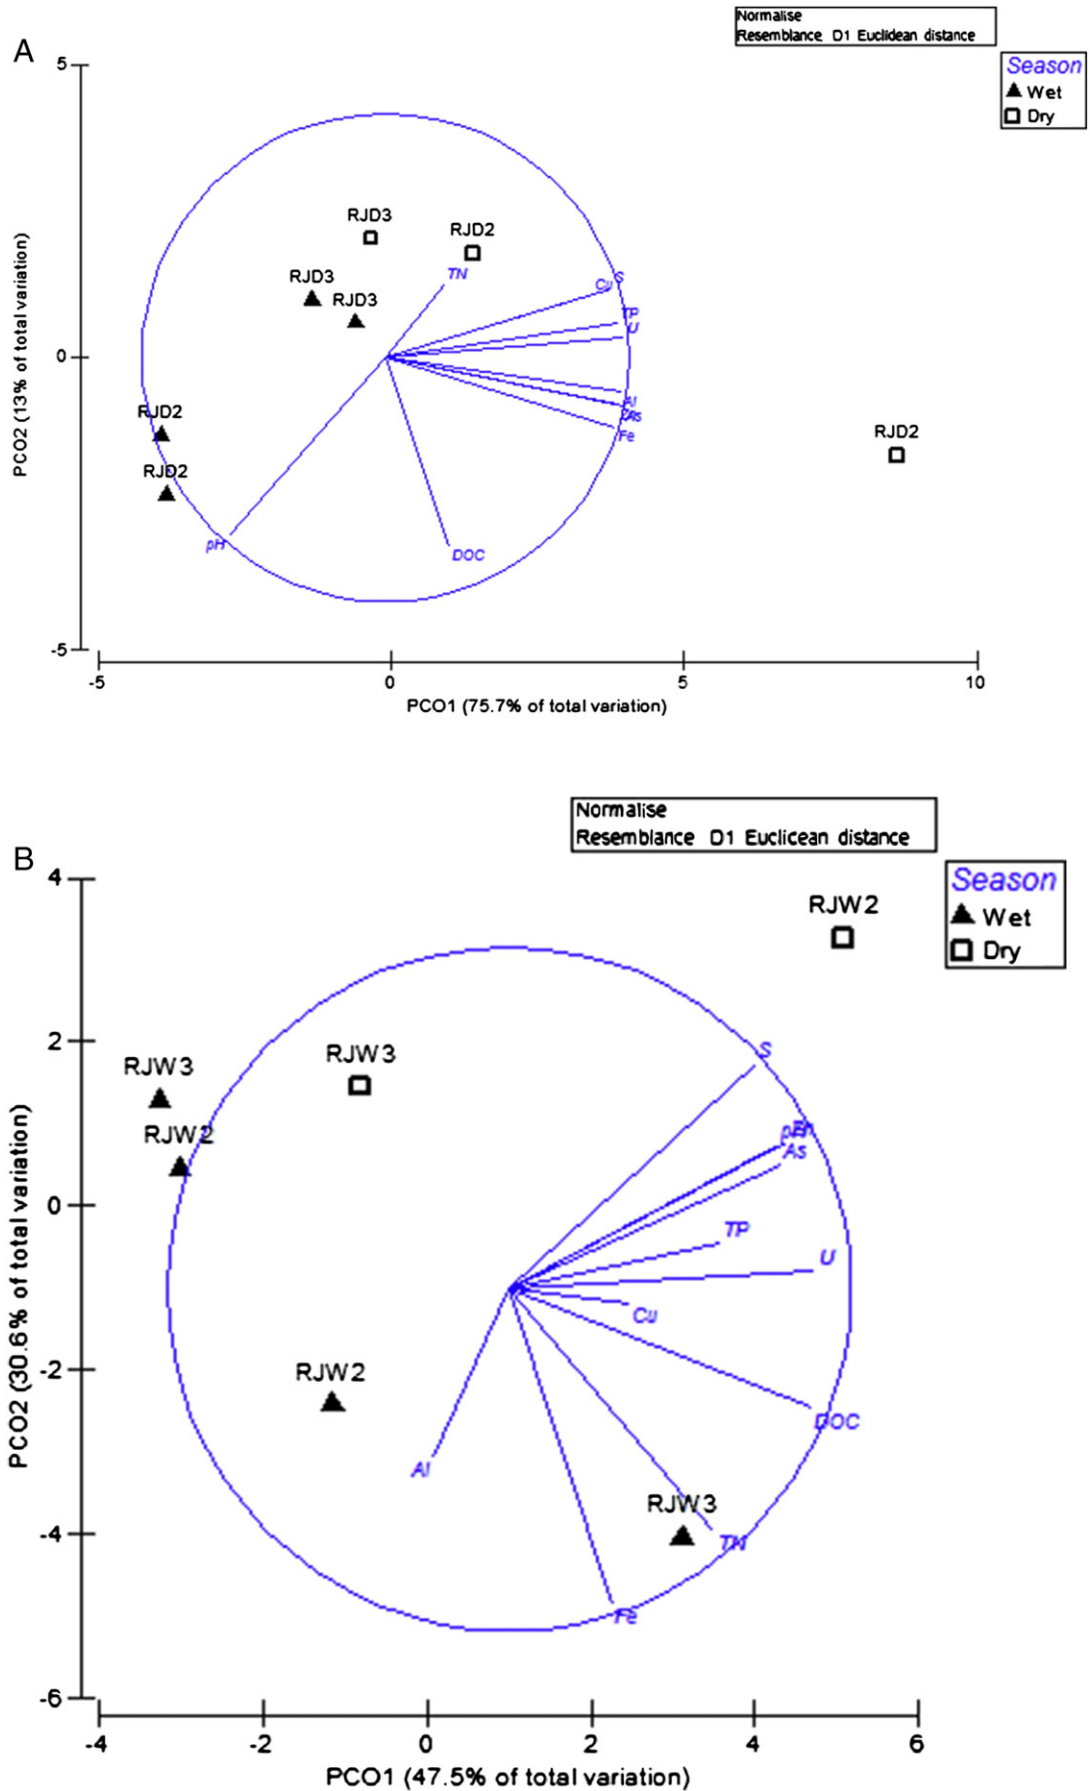 A
Normalise
Resemblance D1 Euclidean distance
Season
Wet
Dry
5
0
-5
PCO2 (13% of total variation)
RJD3
RJD2
TN
RJD3
RJD3
S
Cu
TP
U
Al
As
Fe
RJD2
RJD2
RJD2
pH
DOC
-5
0
5
10
PCO1 (75.7% of total variation)
B
Normalise
Resemblance D1 Euclicean distance
Season
Wet
Dry
4
2
0
-2
-4
-6
PCO2 (30.6% of total variation)
RJW2
RJW3
RJW3
RJW2
S
As
TP
U
Cu
DOC
RJW2
Al
RJW3
TN
Fe
-4
-2
0
2
4
6
PCO1 (47.5% of total variation)